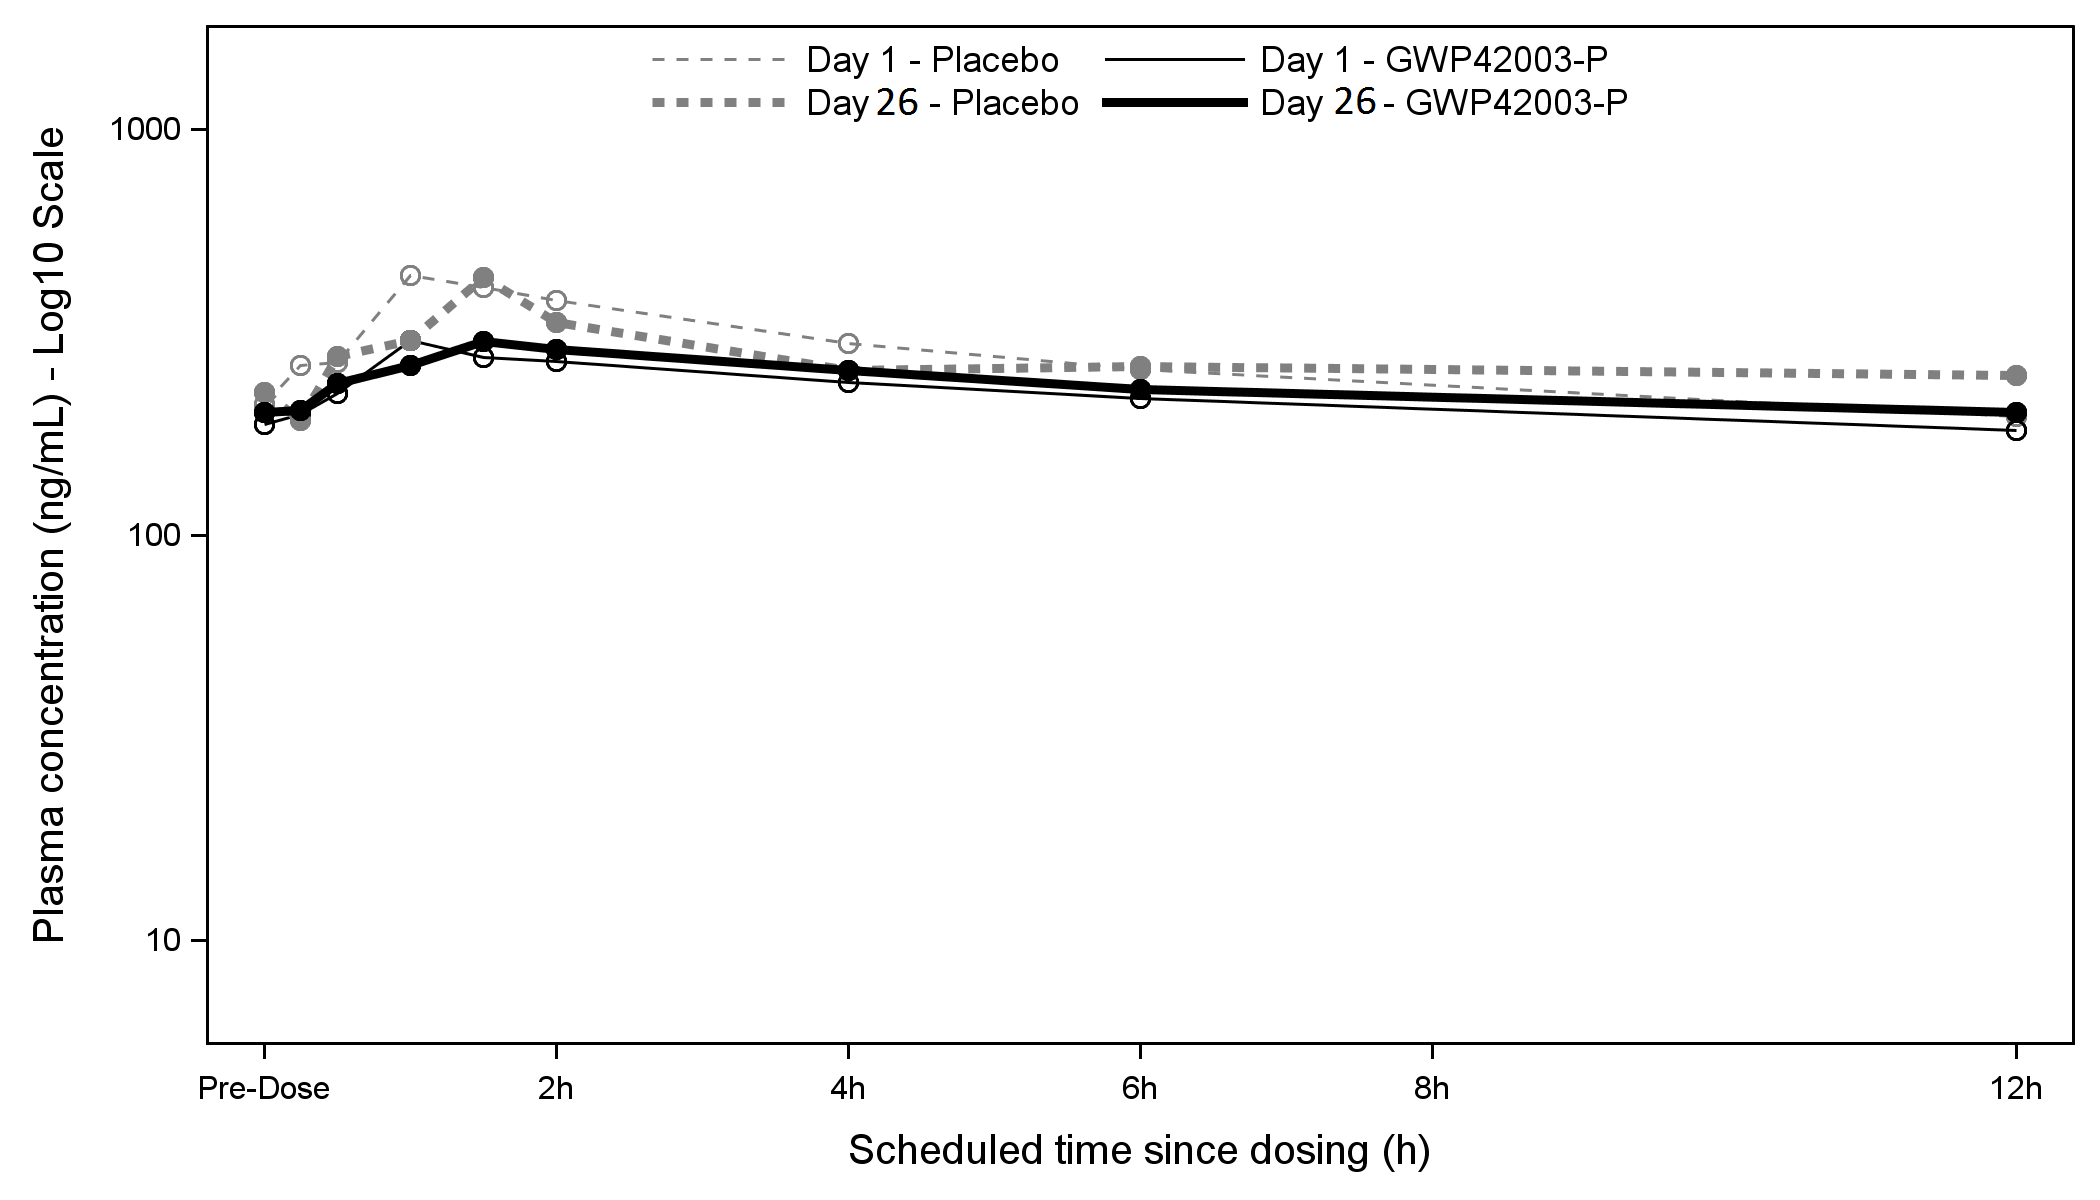 Day 1 - Placebo
Day 1 - GWP42003-P
Day 26 - Placebo
Day 26 - GWP42003-P
Plasma concentration (ng/mL) - Log10 Scale
1000
100
10
Pre-Dose 2h 4h 6h 8h 12h
Scheduled time since dosing (h)